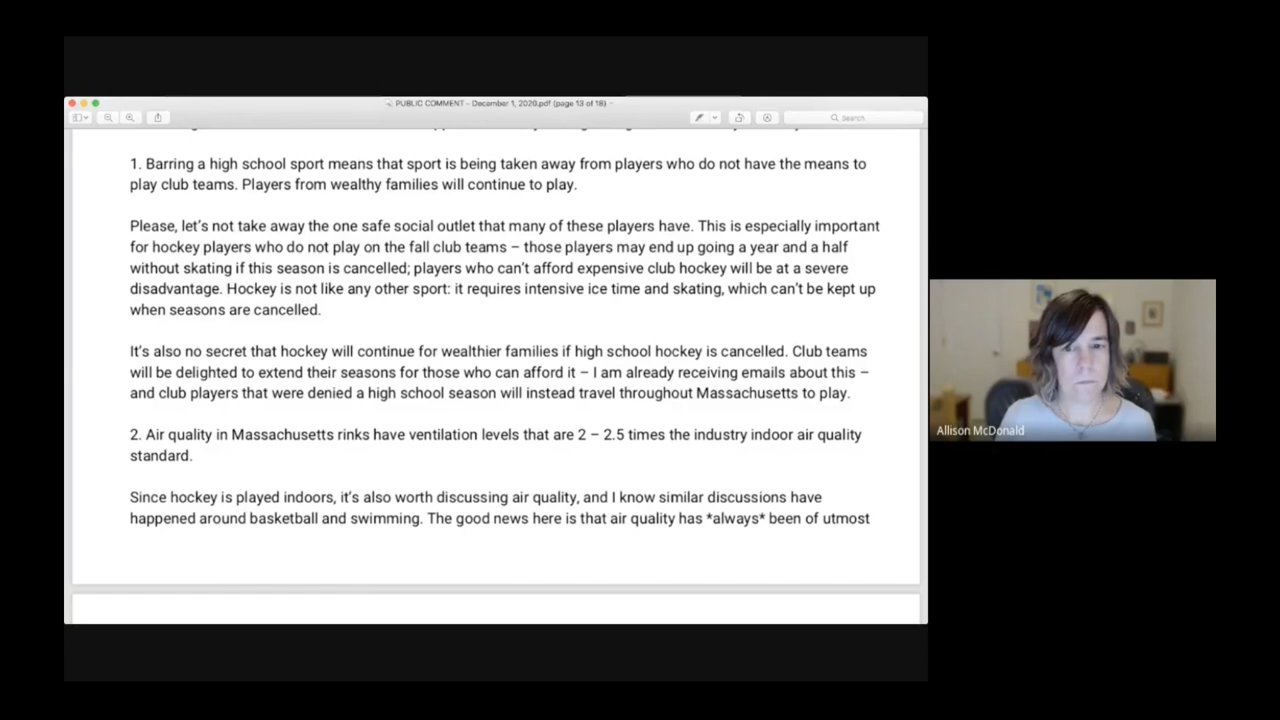 PUBLIC COMMENT - December 1, 2020.pdf (page 13 of 18)
Search
1. Barring a high school sport means that sport is being taken away from players who do not have the means to
play club teams. Players from wealthy families will continue to play.
Please, let’s not take away the one safe social outlet that many of these players have. This is especially important
for hockey players who do not play on the fall club teams – those players may end up going a year and a half
without skating if this season is cancelled; players who can’t afford expensive club hockey will be at a severe
disadvantage. Hockey is not like any other sport: it requires intensive ice time and skating, which can’t be kept up
when seasons are cancelled.
It’s also no secret that hockey will continue for wealthier families if high school hockey is cancelled. Club teams
will be delighted to extend their seasons for those who can afford it – I am already receiving emails about this –
and club players that were denied a high school season will instead travel throughout Massachusetts to play.
2. Air quality in Massachusetts rinks have ventilation levels that are 2 – 2.5 times the industry indoor air quality
standard.
Since hockey is played indoors, it’s also worth discussing air quality, and I know similar discussions have
happened around basketball and swimming. The good news here is that air quality has *always* been of utmost
Allison McDonald